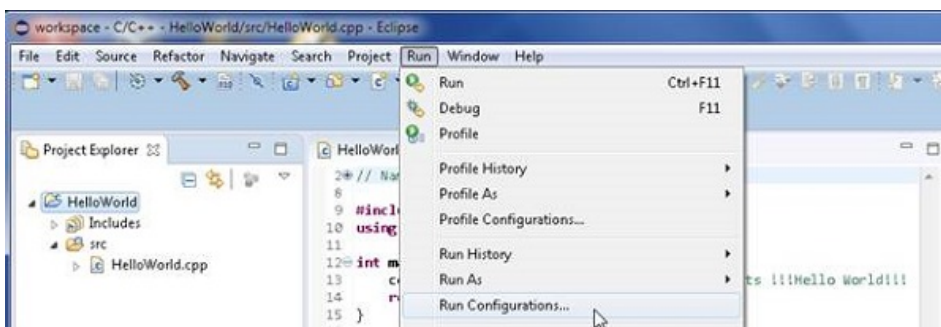 workspace - C/C++ - HelloWorld/src/HelloWorld.cpp - Eclipse
File Edit Source Refactor Navigate Search Project Run Window Help
Run Ctrl+F11
Debug F11
Profile
Project Explorer
HelloWorl
Profile History
2 // Na
Profile As
8
HelloWorld
9 #incl
Includes
Profile Configurations...
10 using
src
11
Run History
HelloWorld.cpp
12 int m
13 c
Run As
ts !!!Hello World!!!
14 r
Run Configurations...
15 }